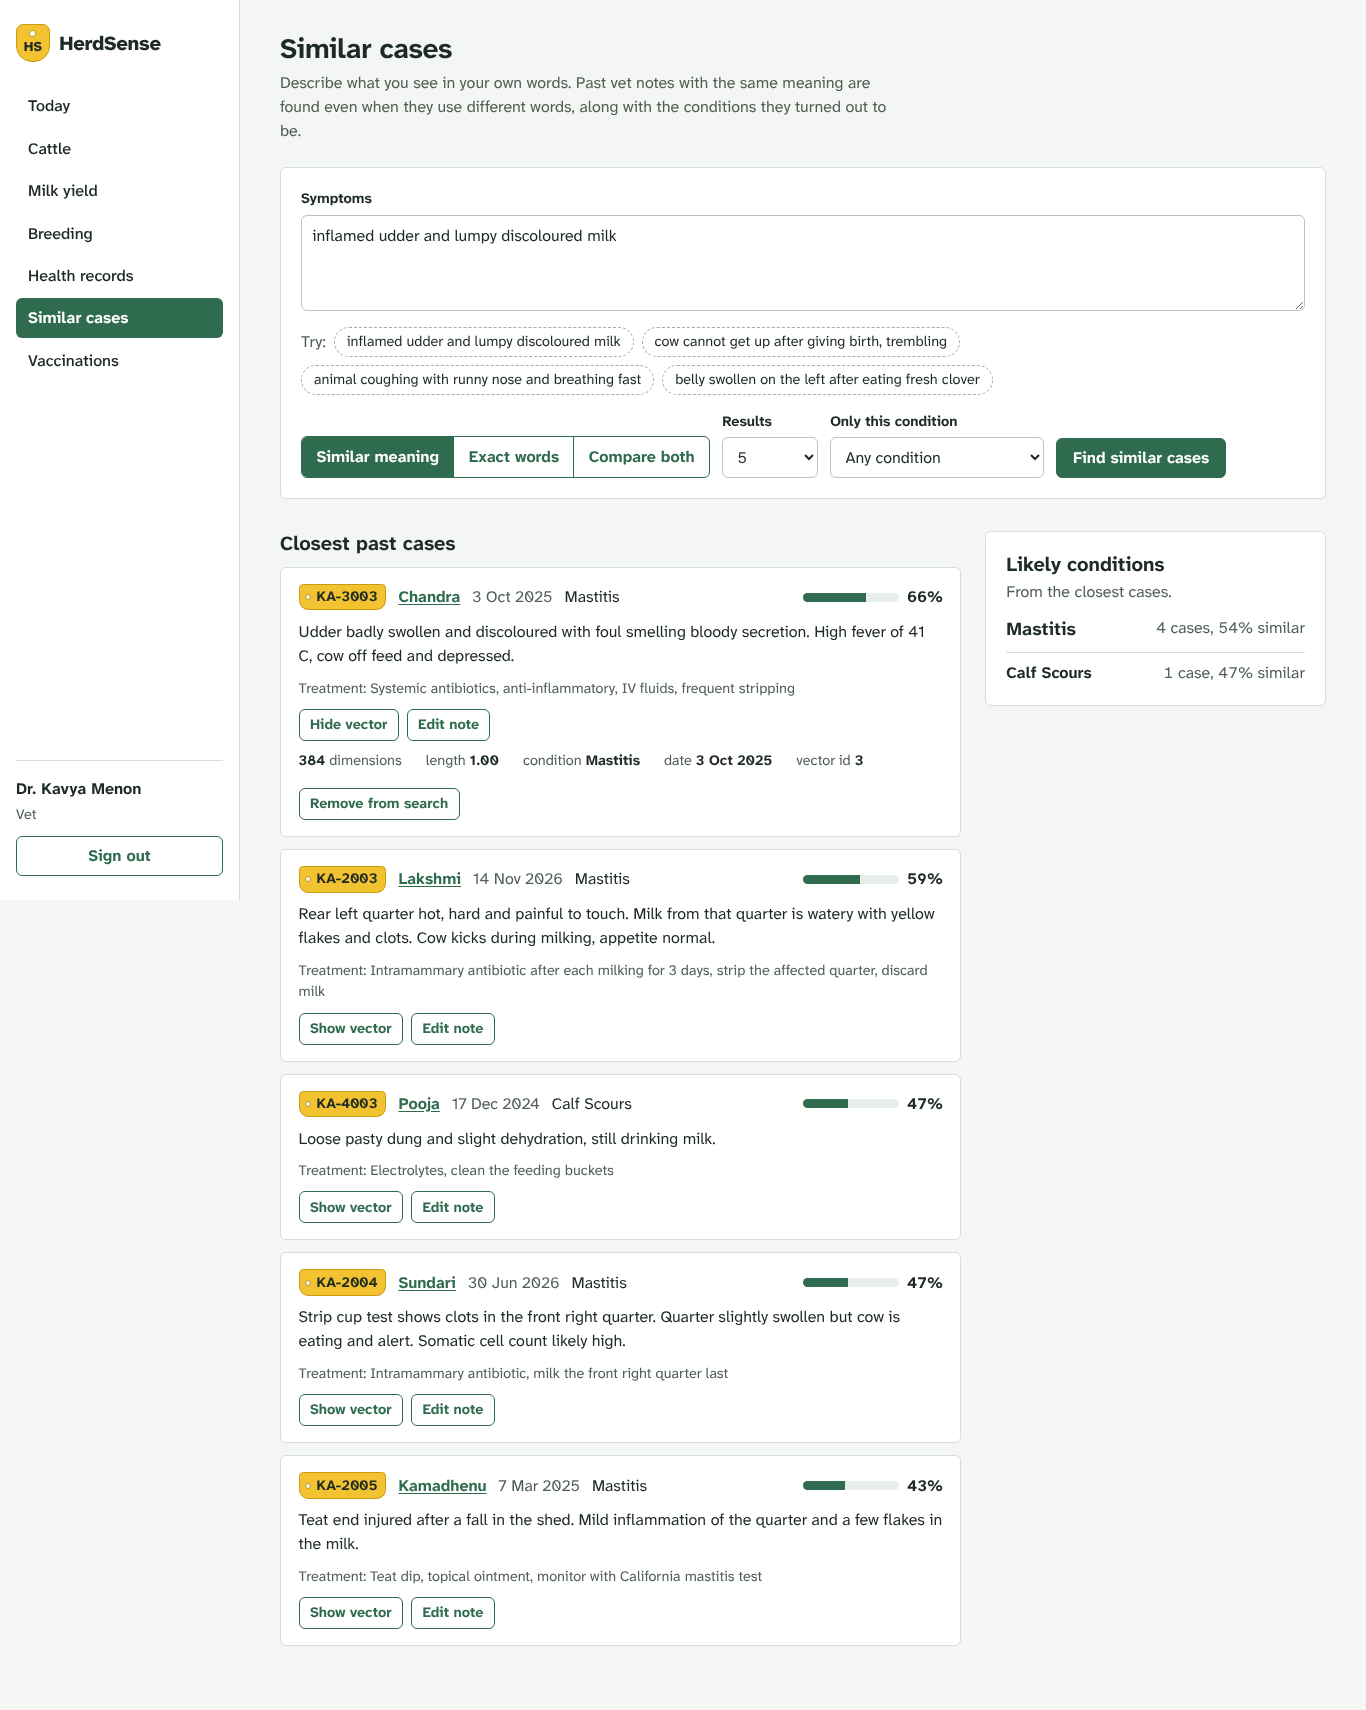 HS HerdSense
Today
Cattle
Milk yield
Breeding
Health records
Similar cases
Vaccinations
Dr. Kavya Menon
Vet
Sign out
Similar cases
Describe what you see in your own words. Past vet notes with the same meaning are
found even when they use different words, along with the conditions they turned out to
be.
Symptoms
inflamed udder and lumpy discoloured milk
Try: inflamed udder and lumpy discoloured milk cow cannot get up after giving birth, trembling
animal coughing with runny nose and breathing fast belly swollen on the left after eating fresh clover
Results Only this condition
Similar meaning Exact words Compare both 5 Any condition Find similar cases
Closest past cases
KA-3003 Chandra 3 Oct 2025 Mastitis 66%
Udder badly swollen and discoloured with foul smelling bloody secretion. High fever of 41
C, cow off feed and depressed.
Treatment: Systemic antibiotics, anti-inflammatory, IV fluids, frequent stripping
Hide vector Edit note
384 dimensions length 1.00 condition Mastitis date 3 Oct 2025 vector id 3
Remove from search
KA-2003 Lakshmi 14 Nov 2026 Mastitis 59%
Rear left quarter hot, hard and painful to touch. Milk from that quarter is watery with yellow
flakes and clots. Cow kicks during milking, appetite normal.
Treatment: Intramammary antibiotic after each milking for 3 days, strip the affected quarter, discard
milk
Show vector Edit note
KA-4003 Pooja 17 Dec 2024 Calf Scours 47%
Loose pasty dung and slight dehydration, still drinking milk.
Treatment: Electrolytes, clean the feeding buckets
Show vector Edit note
KA-2004 Sundari 30 Jun 2026 Mastitis 47%
Strip cup test shows clots in the front right quarter. Quarter slightly swollen but cow is
eating and alert. Somatic cell count likely high.
Treatment: Intramammary antibiotic, milk the front right quarter last
Show vector Edit note
KA-2005 Kamadhenu 7 Mar 2025 Mastitis 43%
Teat end injured after a fall in the shed. Mild inflammation of the quarter and a few flakes in
the milk.
Treatment: Teat dip, topical ointment, monitor with California mastitis test
Show vector Edit note
Likely conditions
From the closest cases.
Mastitis 4 cases, 54% similar
Calf Scours 1 case, 47% similar